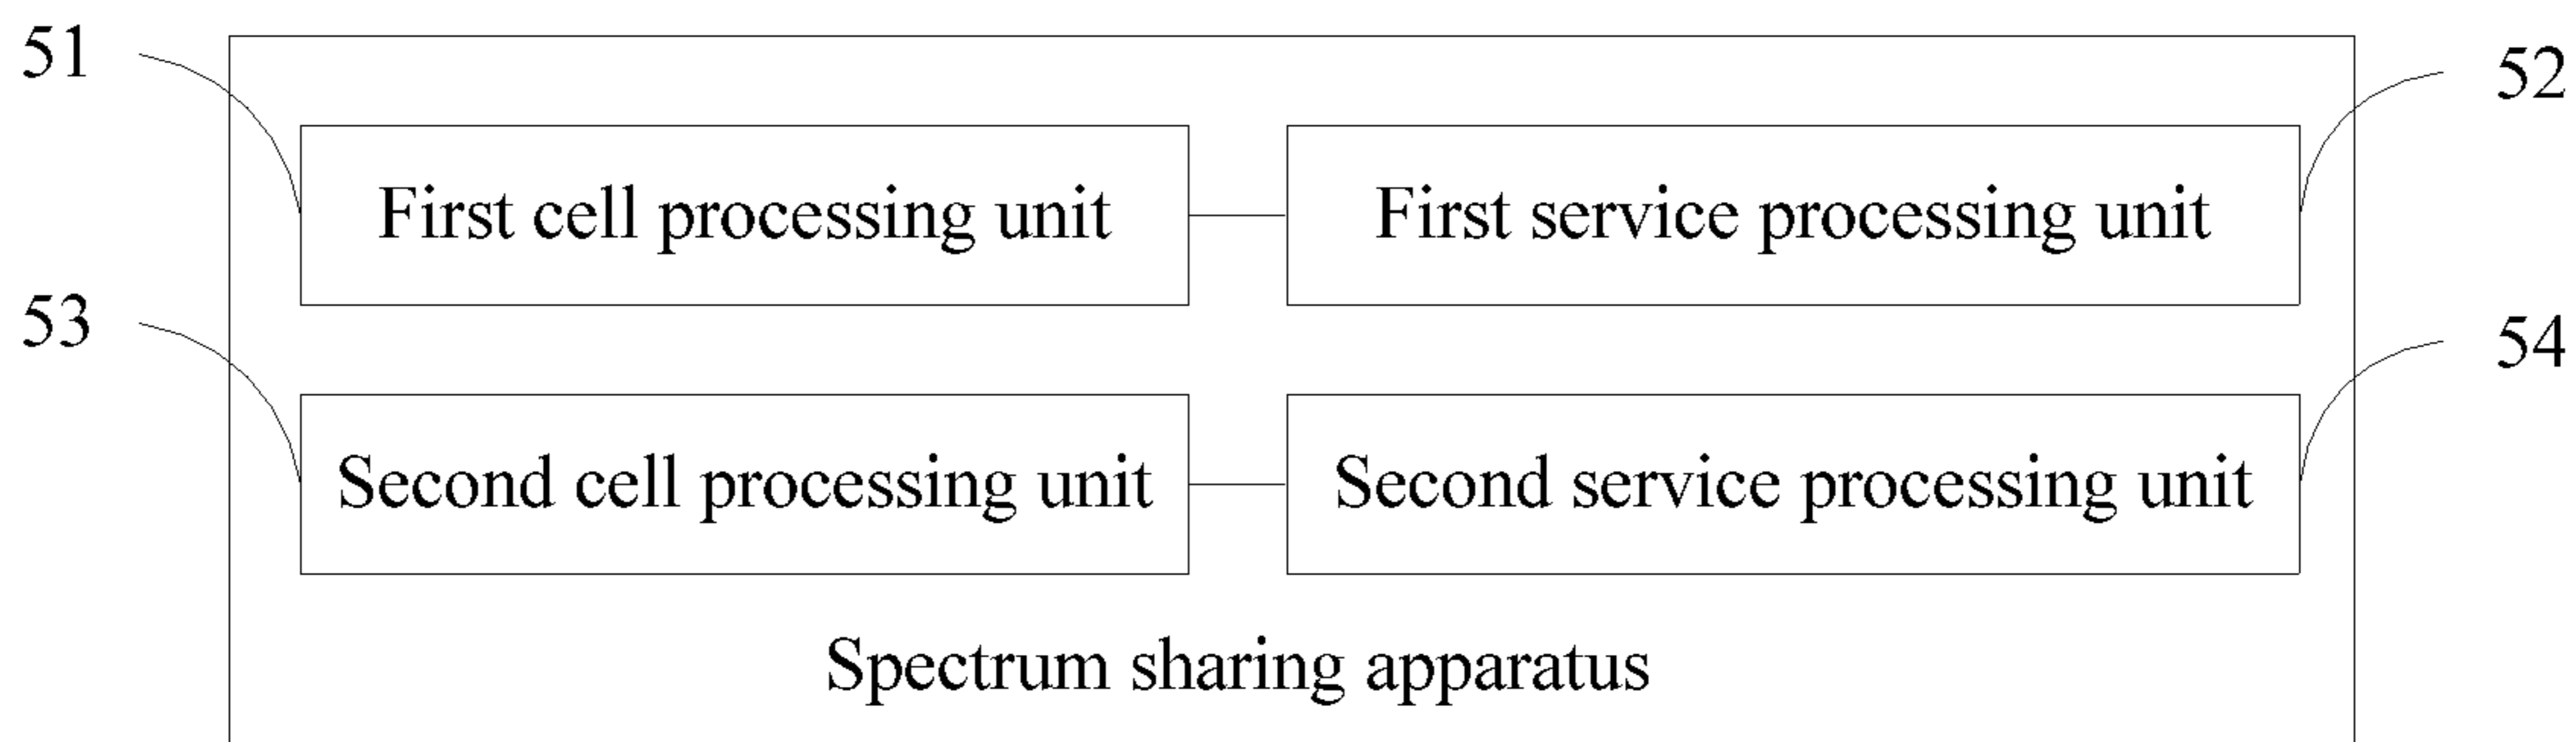 51
52
First cell processing unit
First service processing unit
53
54
Second cell processing unit
Second service processing unit
Spectrum sharing apparatus